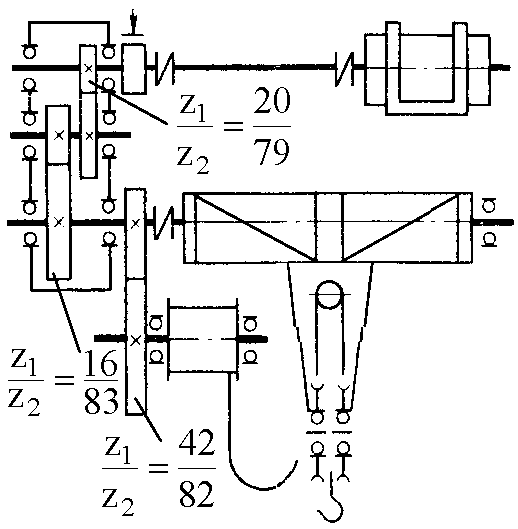 z₁/z₂ = 20/79
z₁/z₂ = 16/83
z₁/z₂ = 42/82